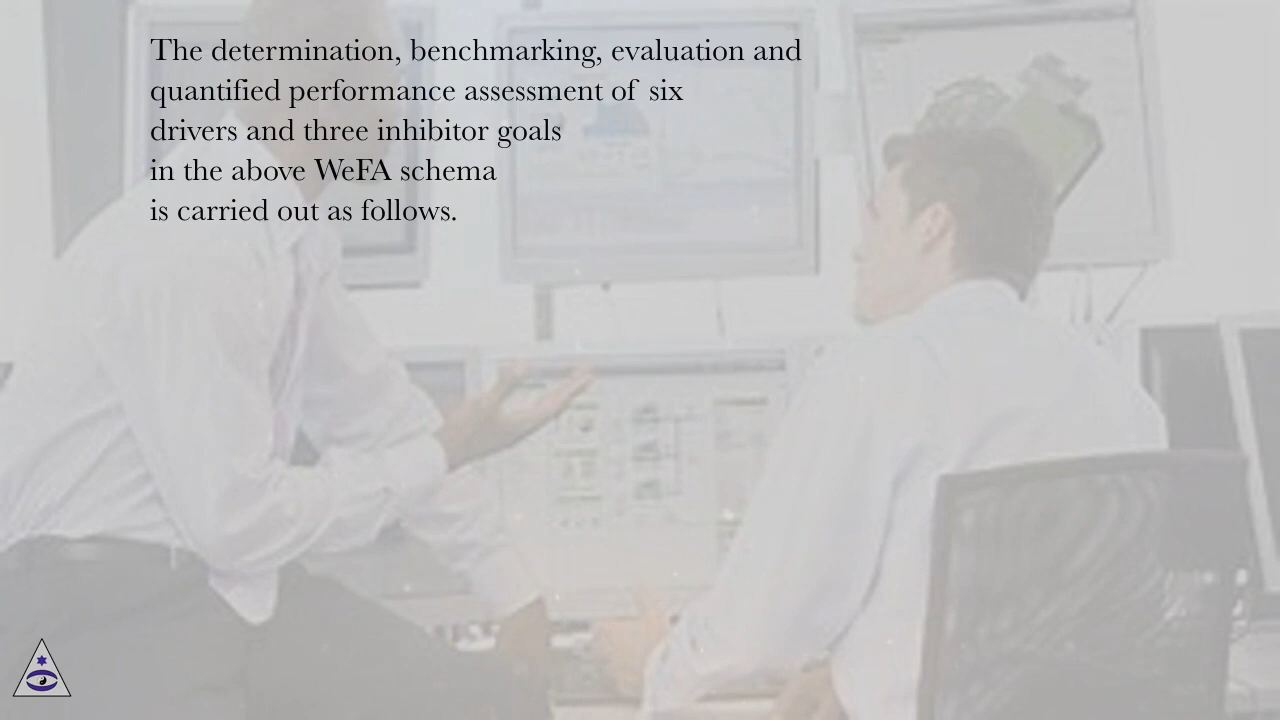 The determination, benchmarking, evaluation and
quantified performance assessment of six
drivers and three inhibitor goals
in the above WeFA schema
is carried out as follows.